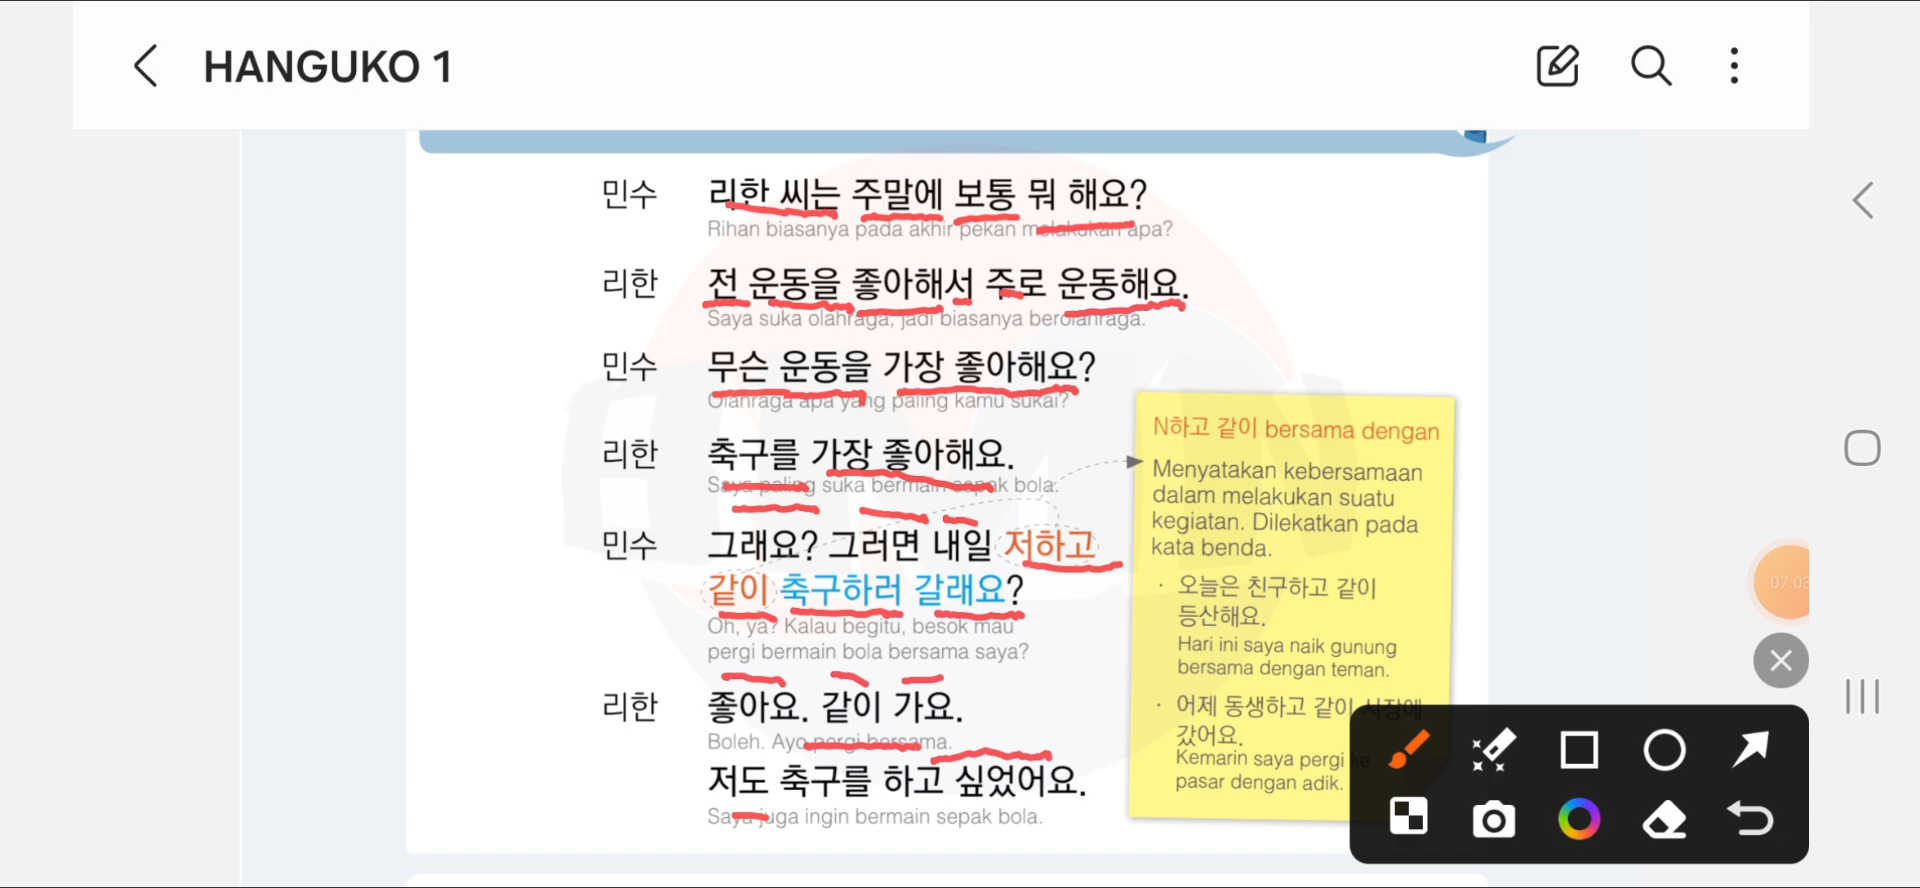 HANGUKO 1
민수 리한 씨는 주말에 보통 뭐 해요?
Rihan biasanya pada akhir pekan melakukan apa?
리한 전 운동을 좋아해서 주로 운동해요.
Saya suka olahraga, jadi biasanya berolahraga.
민수 무슨 운동을 가장 좋아해요?
Olahraga apa yang paling kamu sukai?
리한 축구를 가장 좋아해요.
Saya paling suka bermain sepak bola.
민수 그래요? 그러면 내일 저하고
같이 축구하러 갈래요?
Oh, ya? Kalau begitu, besok mau
pergi bermain bola bersama saya?
리한 좋아요. 같이 가요.
Boleh. Ayo pergi bersama.
저도 축구를 하고 싶었어요.
Saya juga ingin bermain sepak bola.
N하고 같이 bersama dengan
Menyatakan kebersamaan
dalam melakukan suatu
kegiatan. Dilekatkan pada
kata benda.
· 오늘은 친구하고 같이
등산해요.
Hari ini saya naik gunung
bersama dengan teman.
· 어제 동생하고 같이 시장에
갔어요.
Kemarin saya pergi ke
pasar dengan adik.
07:03